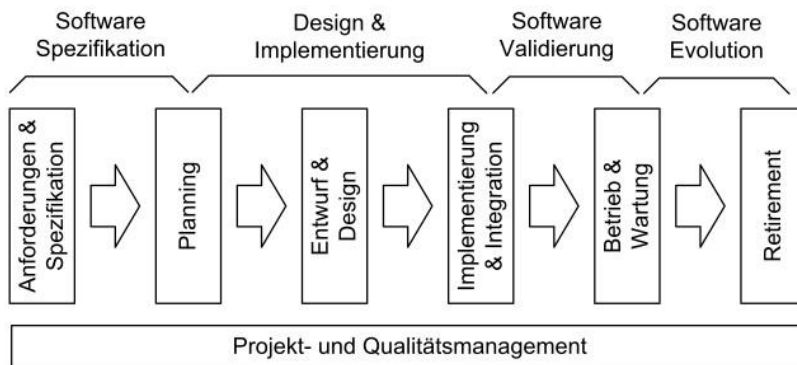 Software
Spezifikation
Design &
Implementierung
Software
Validierung
Software
Evolution
Anforderungen &
Spezifikation
Planning
Entwurf &
Design
Implementierung
& Integration
Betrieb &
Wartung
Retirement
Projekt- und Qualitätsmanagement